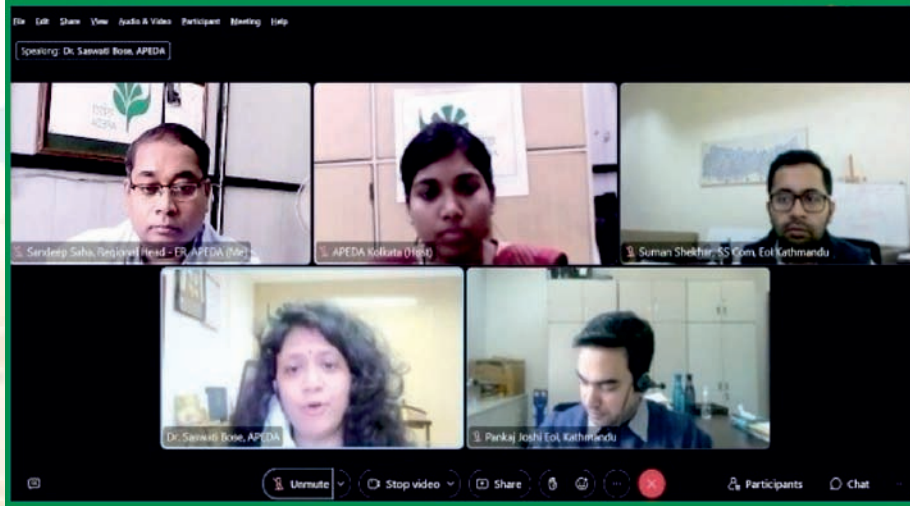 File Edit Share View Audio & Video Participant Meeting Help
Speaking: Dr. Saswati Bose, APEDA
APEDA
Sandeep Saha, Regional Head - ER, APEDA (Me)
APEDA Kolkata (Host)
Suman Shekhar, SS Com, EoI Kathmandu
Dr. Saswati Bose, APEDA
Pankaj Joshi EoI, Kathmandu
Unmute
Stop video
Share
Participants
Chat